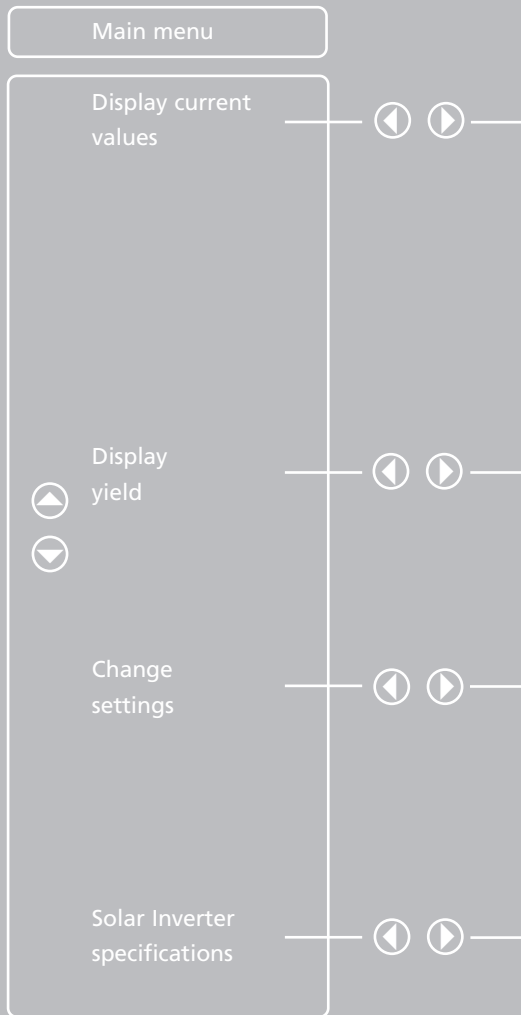 Main menu
Display current
values
Display
yield
Change
settings
Solar Inverter
specifications